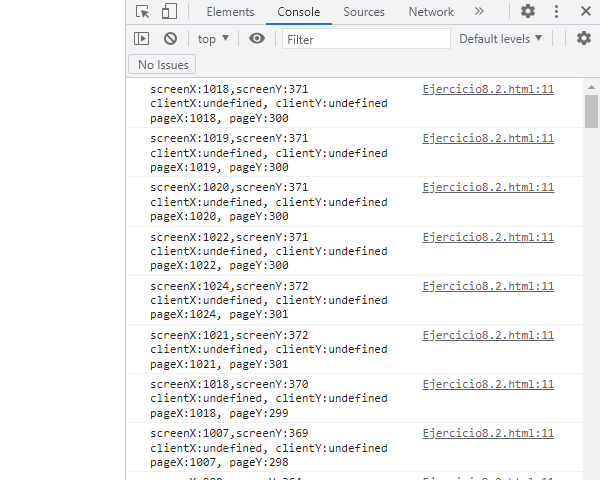 Elements Console Sources Network »
top ▼ Filter Default levels ▼
No Issues
screenX:1018,screenY:371 Ejercicio8.2.html:11
clientX:undefined, clientY:undefined
pageX:1018, pageY:300
screenX:1019,screenY:371 Ejercicio8.2.html:11
clientX:undefined, clientY:undefined
pageX:1019, pageY:300
screenX:1020,screenY:371 Ejercicio8.2.html:11
clientX:undefined, clientY:undefined
pageX:1020, pageY:300
screenX:1022,screenY:371 Ejercicio8.2.html:11
clientX:undefined, clientY:undefined
pageX:1022, pageY:300
screenX:1024,screenY:372 Ejercicio8.2.html:11
clientX:undefined, clientY:undefined
pageX:1024, pageY:301
screenX:1021,screenY:372 Ejercicio8.2.html:11
clientX:undefined, clientY:undefined
pageX:1021, pageY:301
screenX:1018,screenY:370 Ejercicio8.2.html:11
clientX:undefined, clientY:undefined
pageX:1018, pageY:299
screenX:1007,screenY:369 Ejercicio8.2.html:11
clientX:undefined, clientY:undefined
pageX:1007, pageY:298